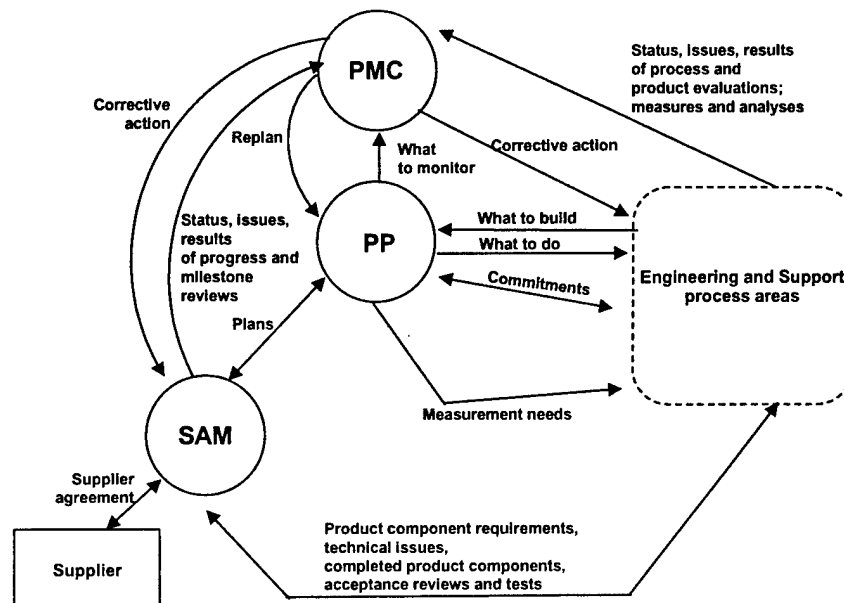 PMC
Status, issues, results
of process and
product evaluations;
measures and analyses
Corrective
action
Replan
What
to monitor
Corrective action
Status, issues,
results
of progress and
milestone
reviews
PP
What to build
What to do
Commitments
Engineering and Support
process areas
Plans
Measurement needs
SAM
Supplier
agreement
Supplier
Product component requirements,
technical issues,
completed product components,
acceptance reviews and tests